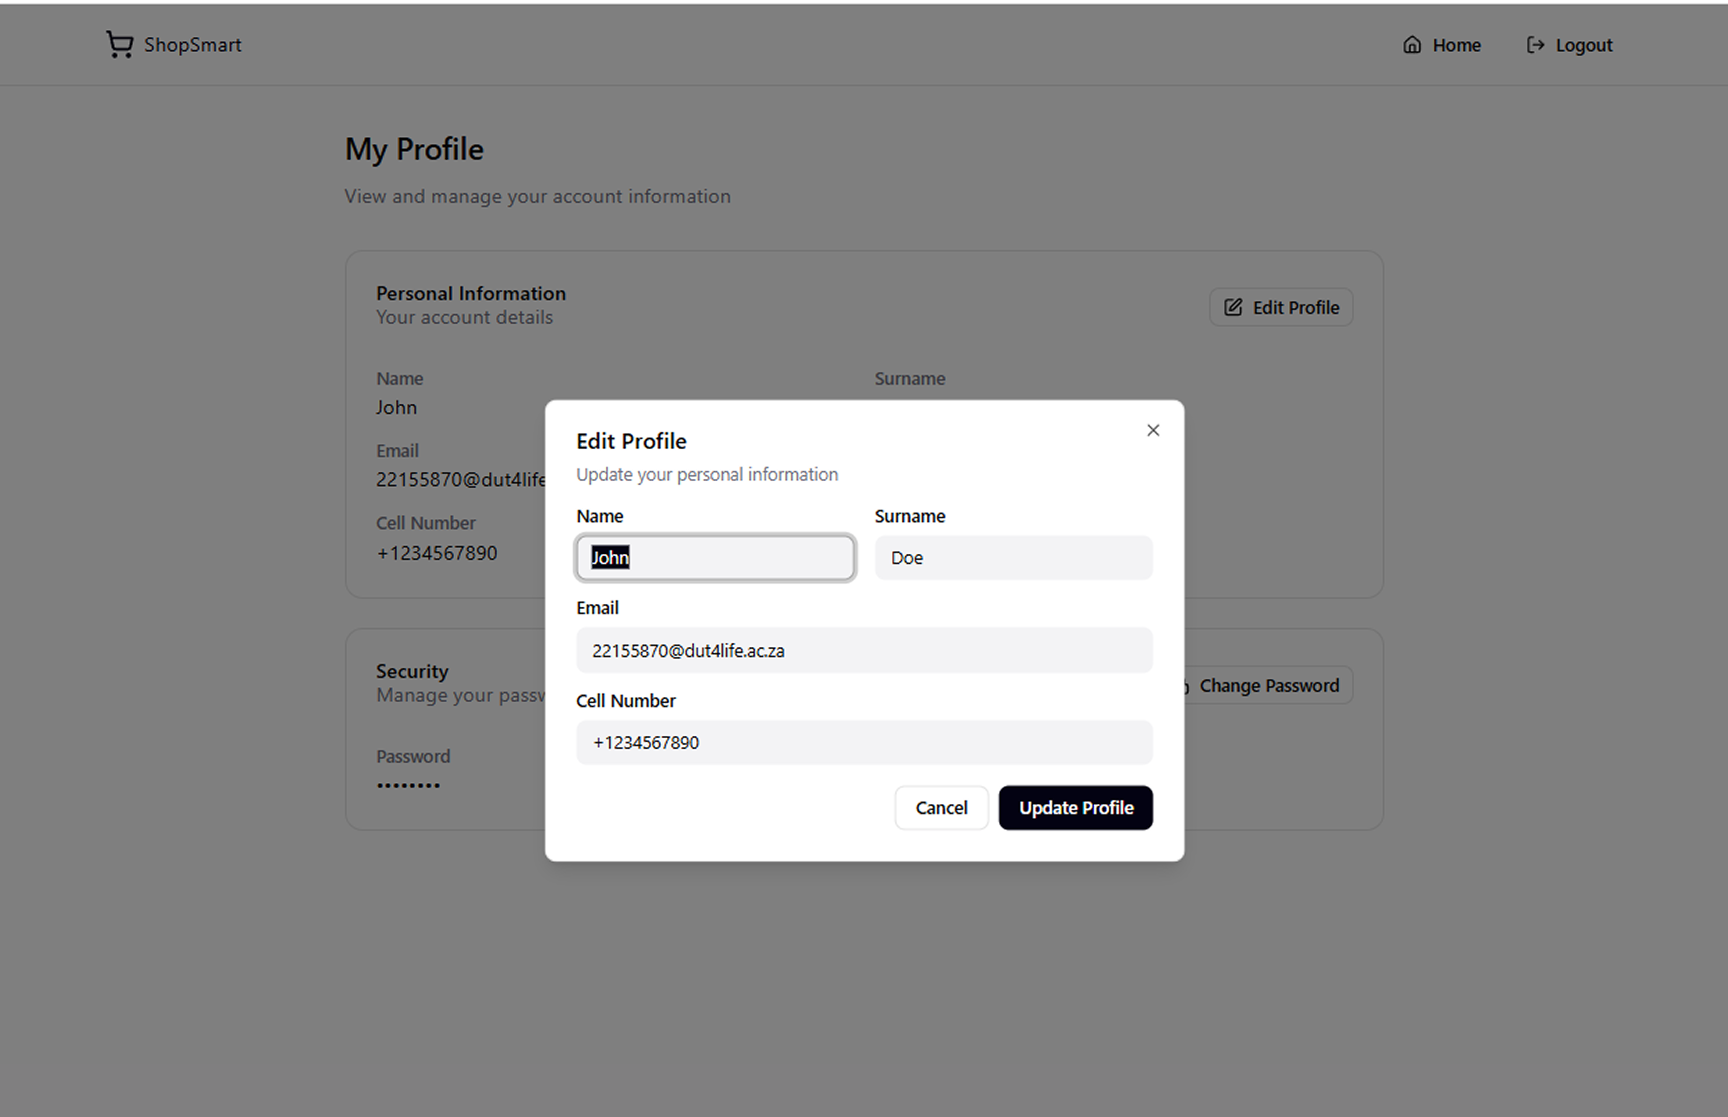 ShopSmart
Home
Logout
My Profile
View and manage your account information
Personal Information
Your account details
Edit Profile
Name
Surname
John
Email
22155870@dut4life
Cell Number
+1234567890
Edit Profile
Update your personal information
Name
Surname
John
Doe
Email
22155870@dut4life.ac.za
Cell Number
+1234567890
Cancel
Update Profile
Security
Manage your passw
Change Password
Password
••••••••